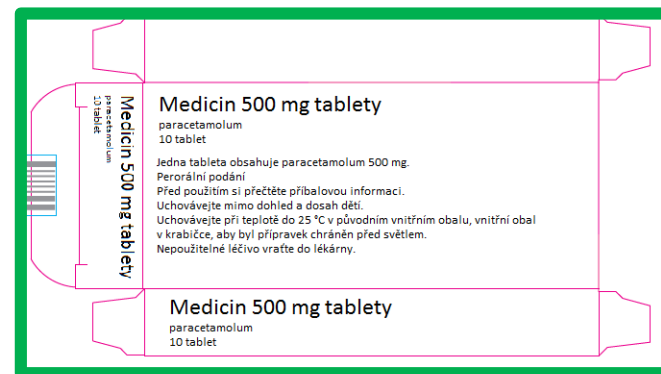 Medicin 500 mg tablety
paracetamolum
10 tablet
Medicin 500 mg tablety
paracetamolum
10 tablet
Jedna tableta obsahuje paracetamolum 500 mg.
Perorální podání
Před použitím si přečtěte příbalovou informaci.
Uchovávejte mimo dohled a dosah dětí.
Uchovávejte při teplotě do 25 °C v původním vnitřním obalu, vnitřní obal
v krabičce, aby byl přípravek chráněn před světlem.
Nepoužitelné léčivo vraťte do lékárny.
Medicin 500 mg tablety
paracetamolum
10 tablet